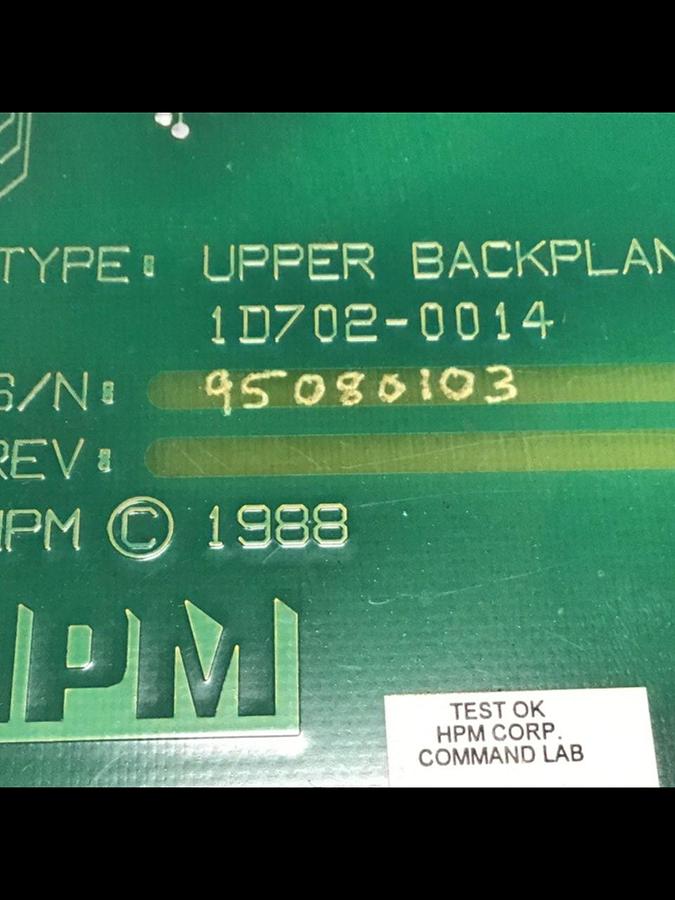 TYPE: UPPER BACKPLAN
1D702-0014
S/N: 95080103
REV:
HPM © 1988
HPM
TEST OK
HPM CORP.
COMMAND LAB